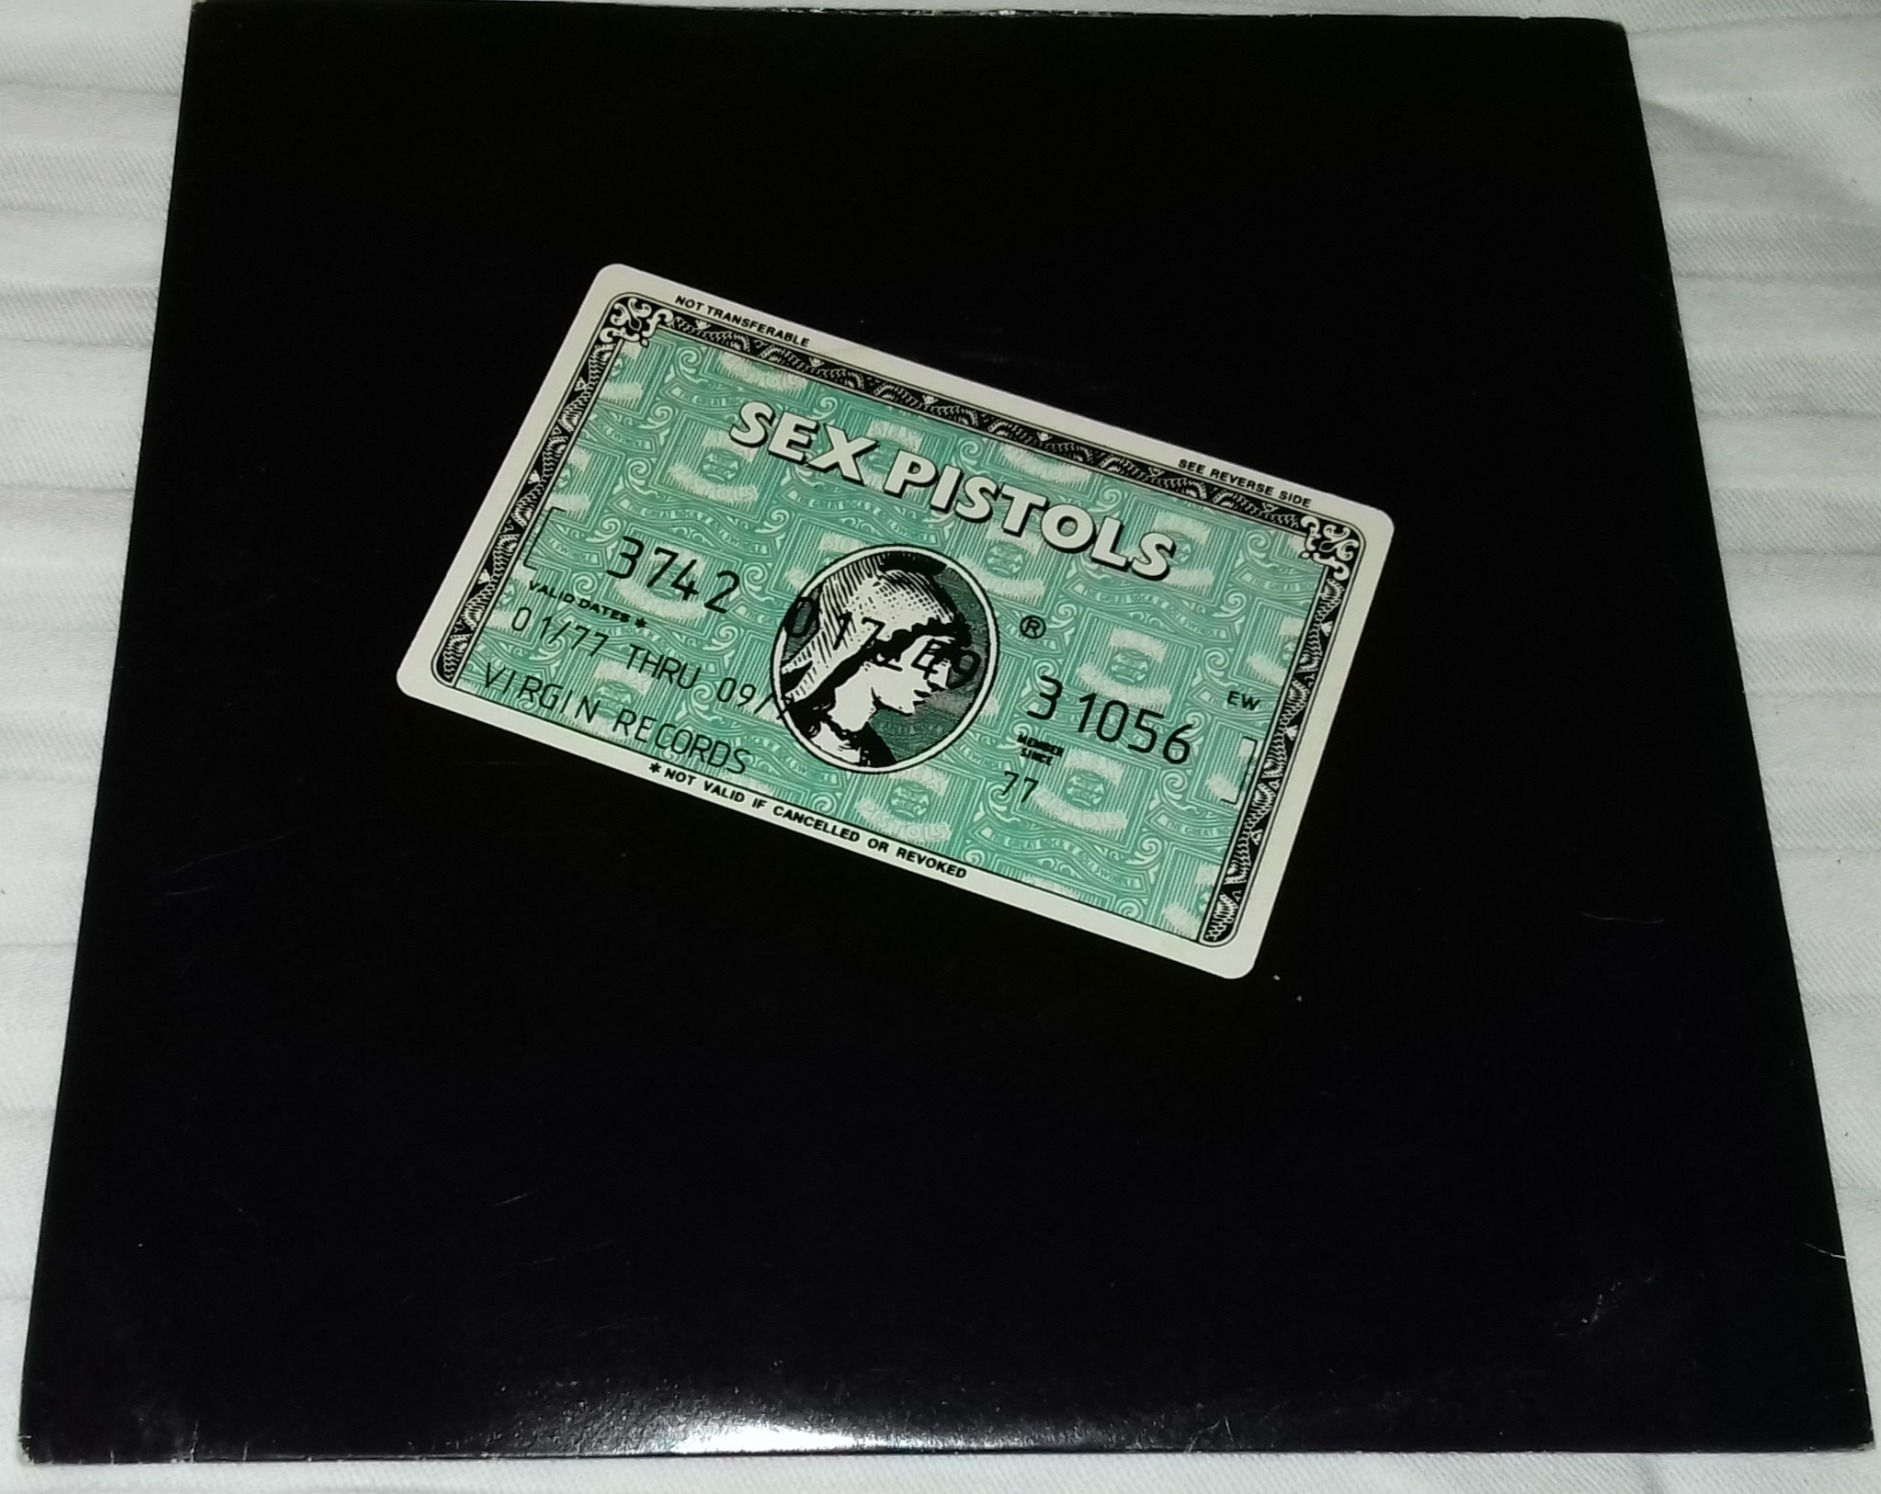 NOT TRANSFERABLE
SEE REVERSE SIDE
SEX PISTOLS
®
3742
31056
VALID DATES *
01/77 THRU 09/
EW
MEMBER
SINCE
77
VIRGIN RECORDS
* NOT VALID IF CANCELLED OR REVOKED